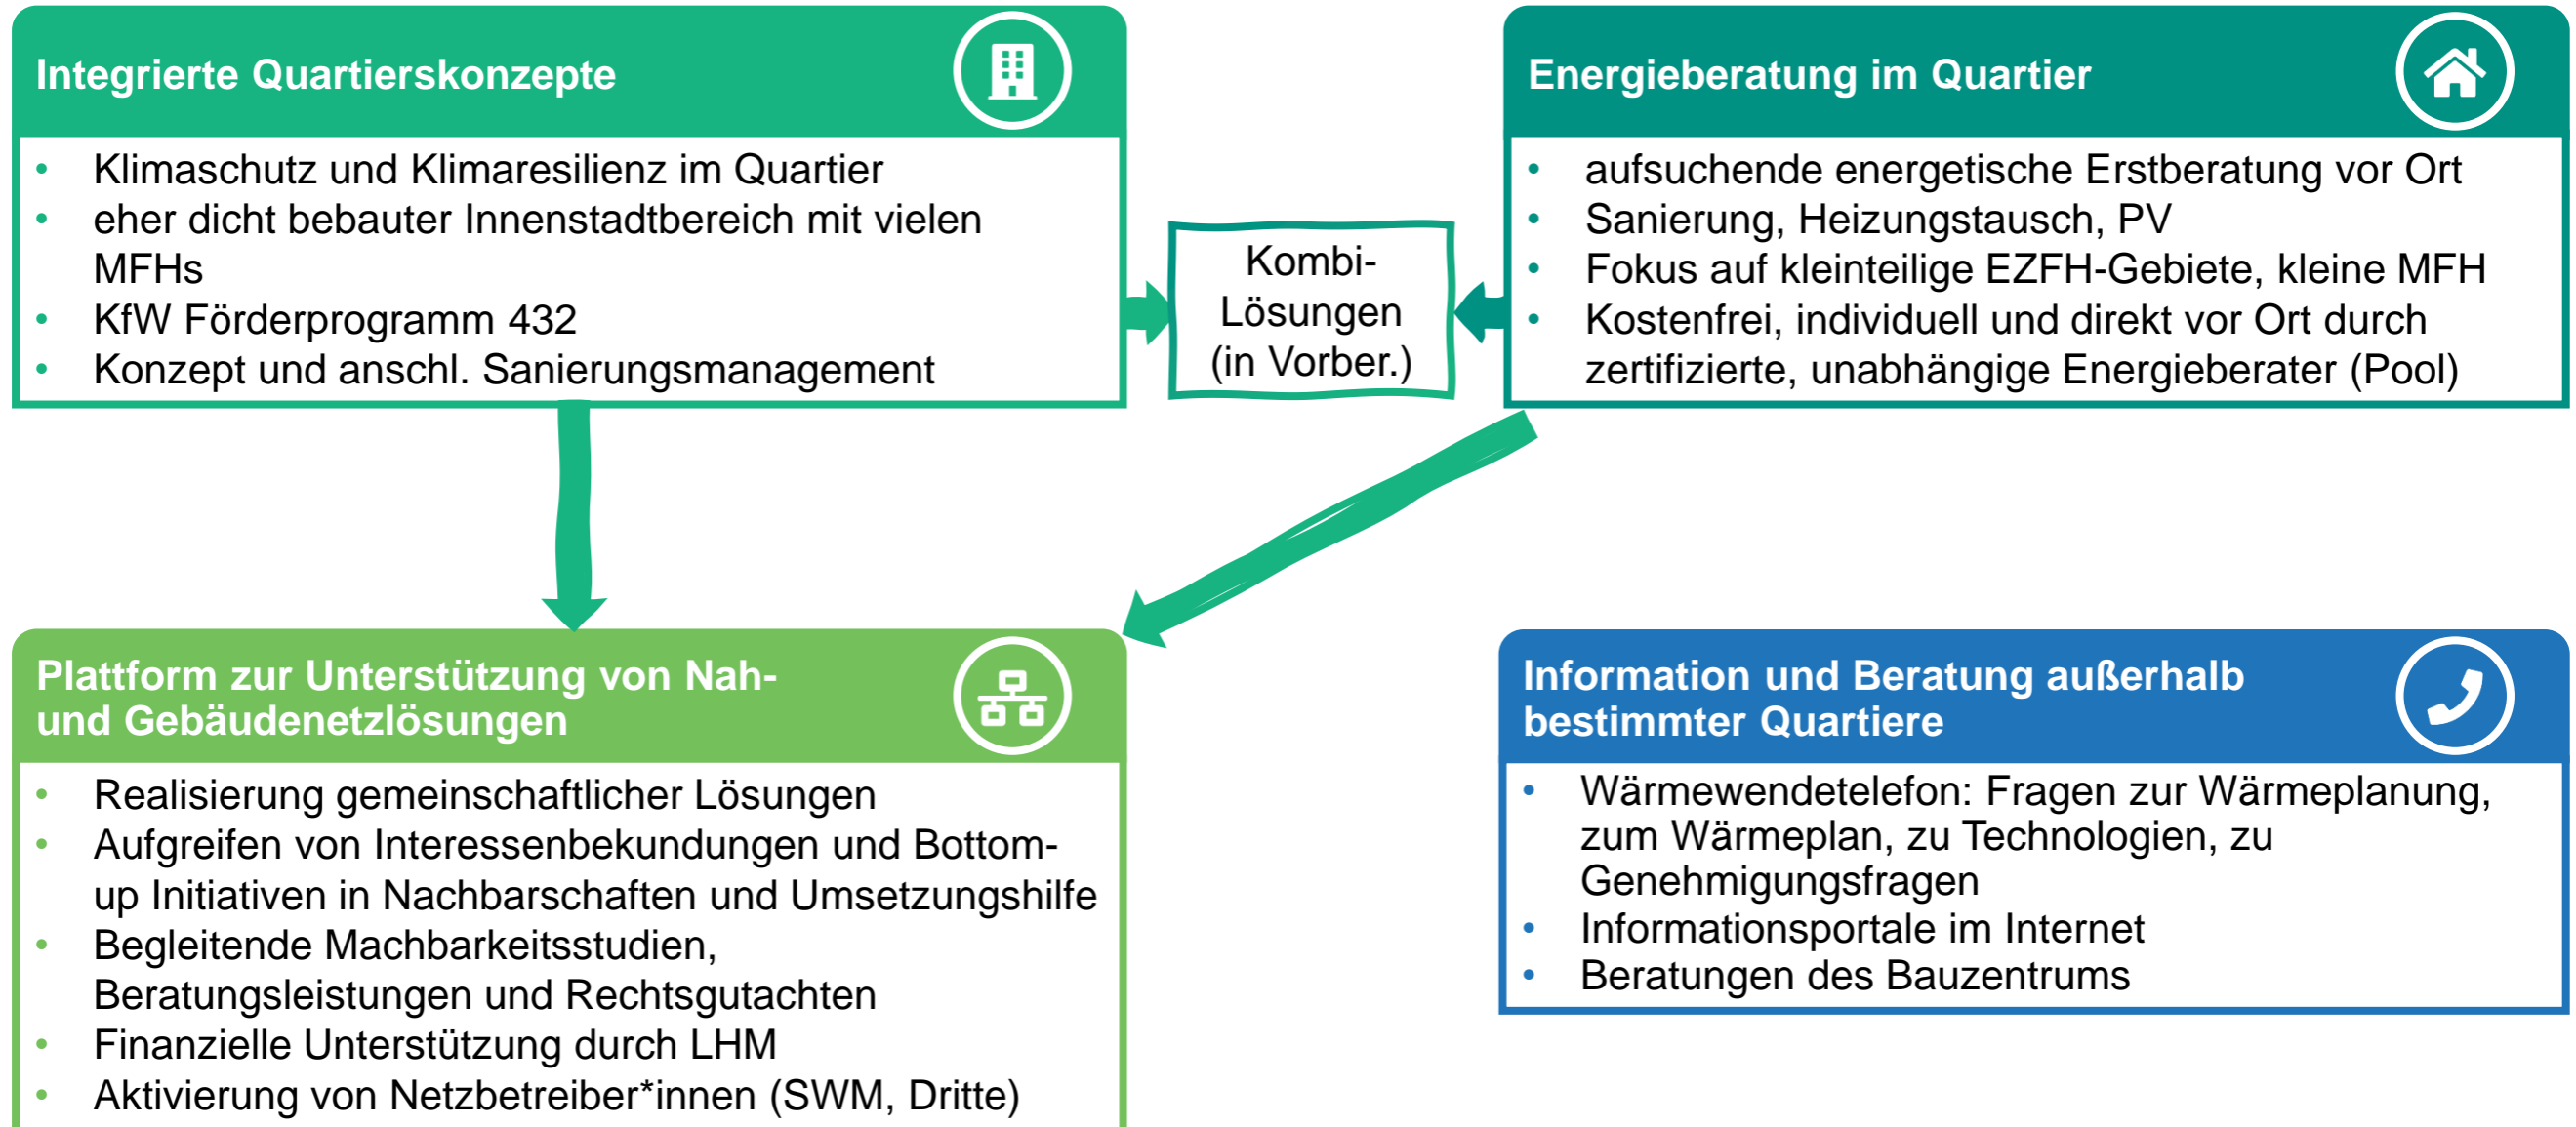 Integrierte Quartierskonzepte
• Klimaschutz und Klimaresilienz im Quartier
• eher dicht bebauter Innenstadtbereich mit vielen
MFHs
• KfW Förderprogramm 432
• Konzept und anschl. Sanierungsmanagement
Kombi-
Lösungen
(in Vorber.)
Energieberatung im Quartier
• aufsuchende energetische Erstberatung vor Ort
• Sanierung, Heizungstausch, PV
• Fokus auf kleinteilige EZFH-Gebiete, kleine MFH
• Kostenfrei, individuell und direkt vor Ort durch
zertifizierte, unabhängige Energieberater (Pool)
Plattform zur Unterstützung von Nah-
und Gebäudenetzlösungen
• Realisierung gemeinschaftlicher Lösungen
• Aufgreifen von Interessenbekundungen und Bottom-
up Initiativen in Nachbarschaften und Umsetzungshilfe
• Begleitende Machbarkeitsstudien,
Beratungsleistungen und Rechtsgutachten
• Finanzielle Unterstützung durch LHM
• Aktivierung von Netzbetreiber*innen (SWM, Dritte)
Information und Beratung außerhalb
bestimmter Quartiere
• Wärmewendetelefon: Fragen zur Wärmeplanung,
zum Wärmeplan, zu Technologien, zu
Genehmigungsfragen
• Informationsportale im Internet
• Beratungen des Bauzentrums